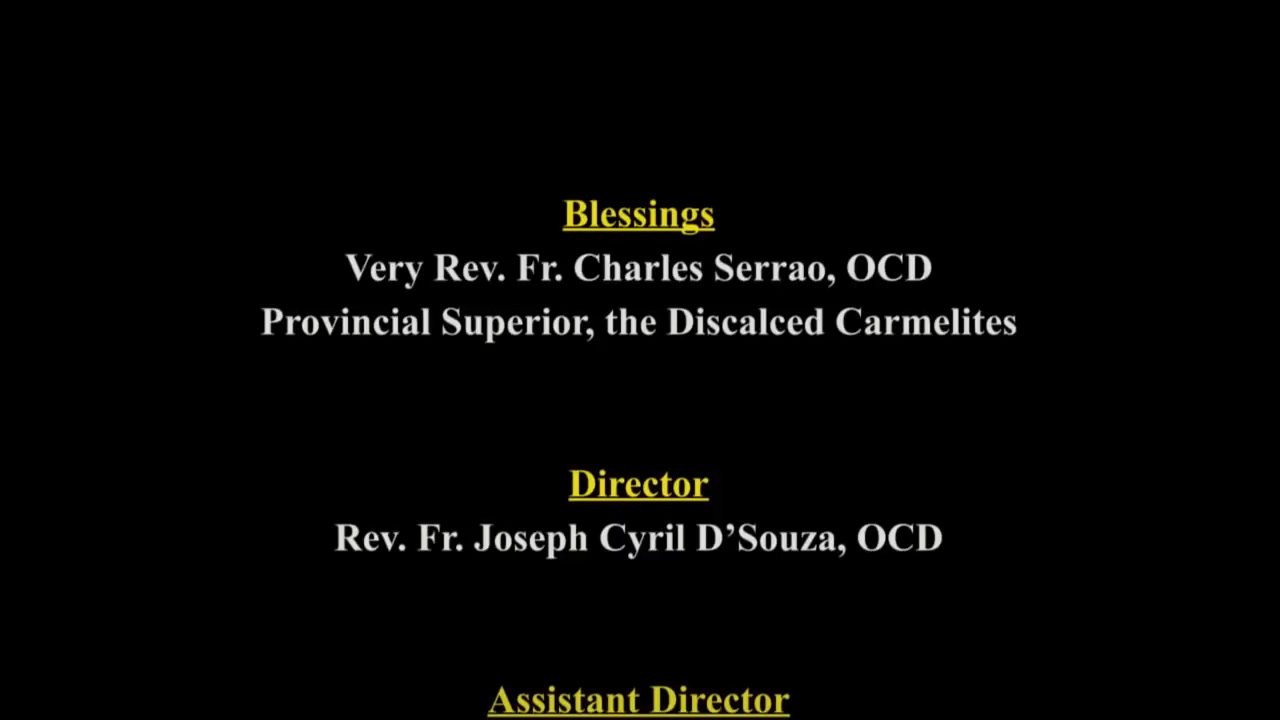 Blessings
Very Rev. Fr. Charles Serrao, OCD
Provincial Superior, the Discalced Carmelites
Director
Rev. Fr. Joseph Cyril D’Souza, OCD
Assistant Director